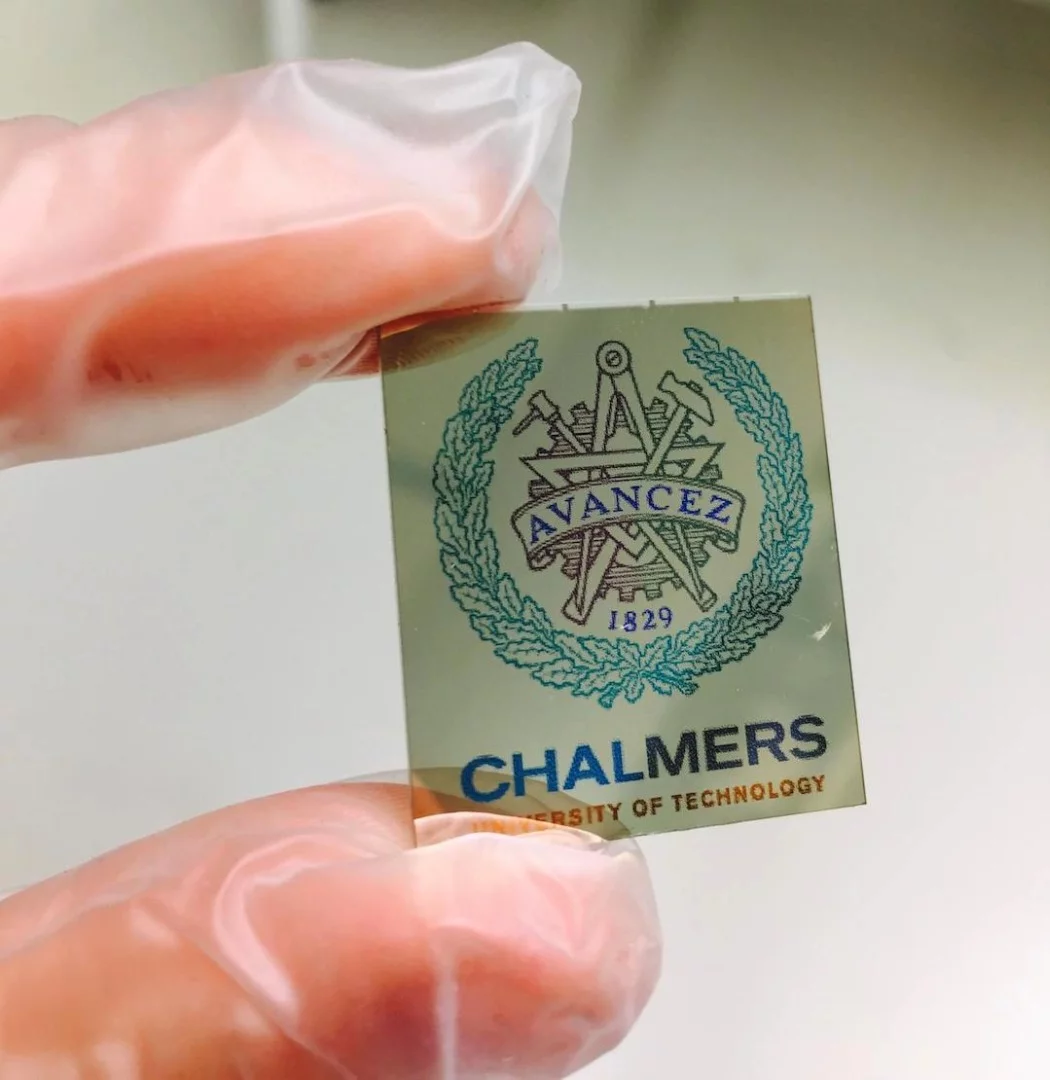 AVANCEZ
1829
CHALMERS
UNIVERSITY OF TECHNOLOGY